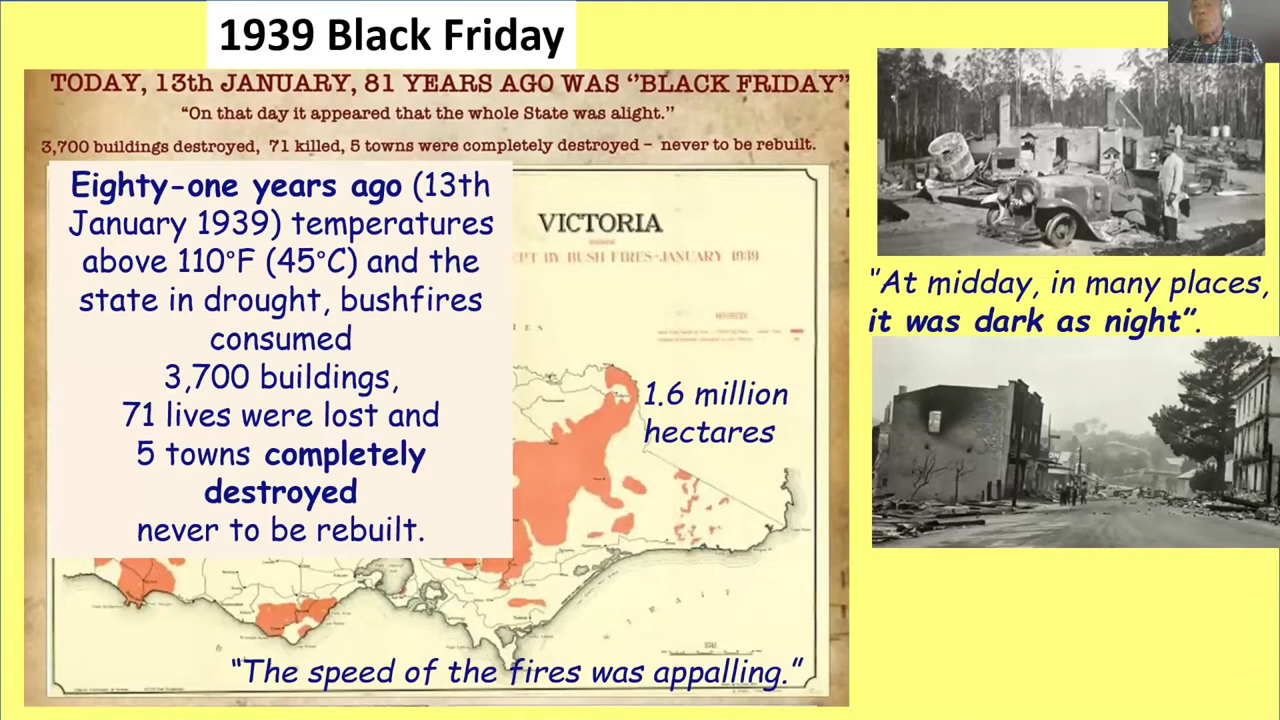 1939 Black Friday
TODAY, 13th JANUARY, 81 YEARS AGO WAS "BLACK FRIDAY"
"On that day it appeared that the whole State was alight."
3,700 buildings destroyed, 71 killed, 5 towns were completely destroyed – never to be rebuilt.
Eighty-one years ago (13th
January 1939) temperatures
above 110°F (45°C) and the
state in drought, bushfires
consumed
3,700 buildings,
71 lives were lost and
5 towns completely
destroyed
never to be rebuilt.
VICTORIA
BY BUSH FIRES-JANUARY 1939
1.6 million
hectares
"The speed of the fires was appalling."
"At midday, in many places,
it was dark as night".